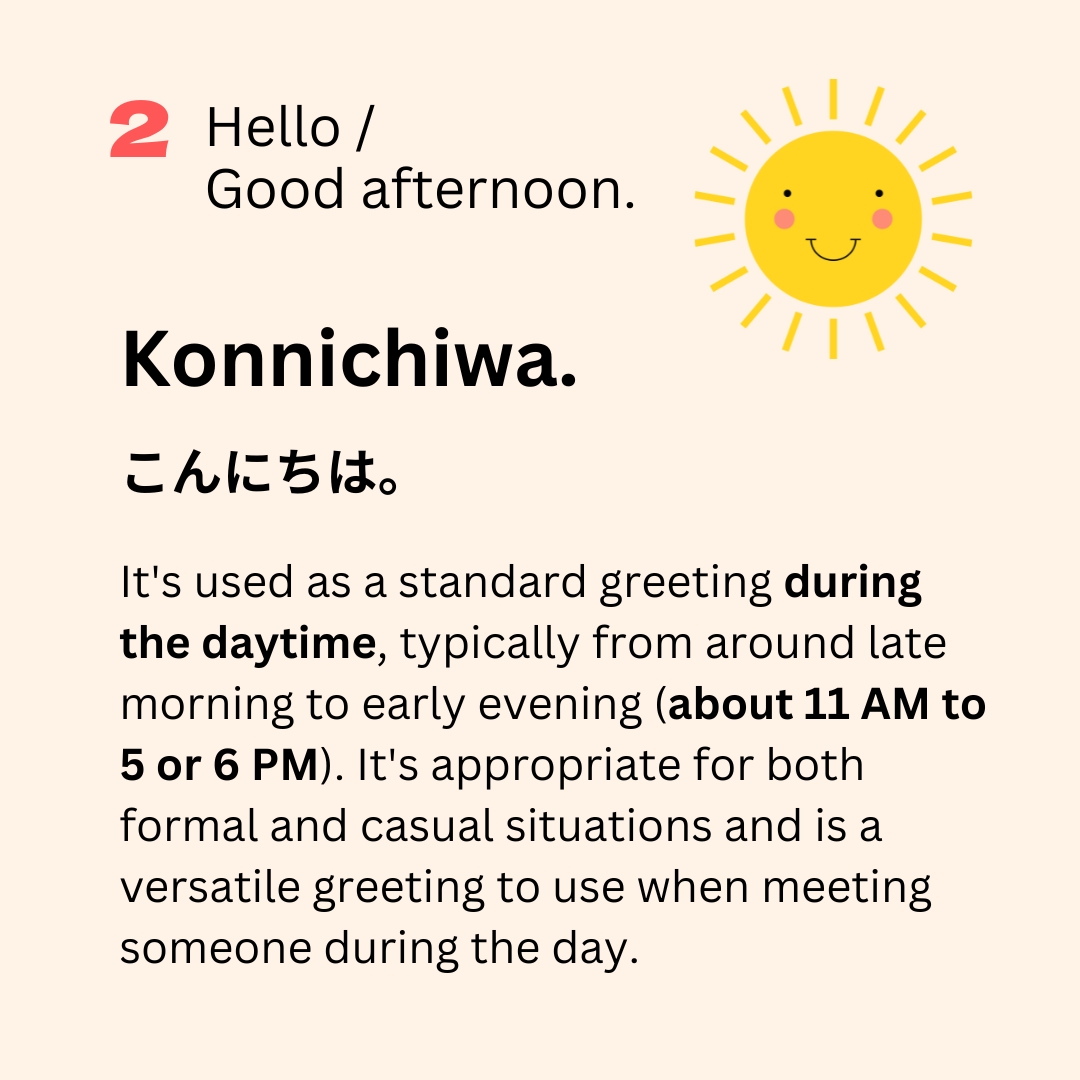 2 Hello /
Good afternoon.
Konnichiwa.
こんにちは。
It's used as a standard greeting during
the daytime, typically from around late
morning to early evening (about 11 AM to
5 or 6 PM). It's appropriate for both
formal and casual situations and is a
versatile greeting to use when meeting
someone during the day.